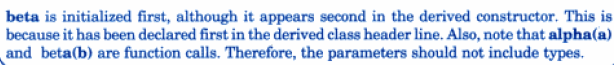 beta is initialized first, although it appears second in the derived constructor. This is
because it has been declared first in the derived class header line. Also, note that alpha(a)
and beta(b) are function calls. Therefore, the parameters should not include types.